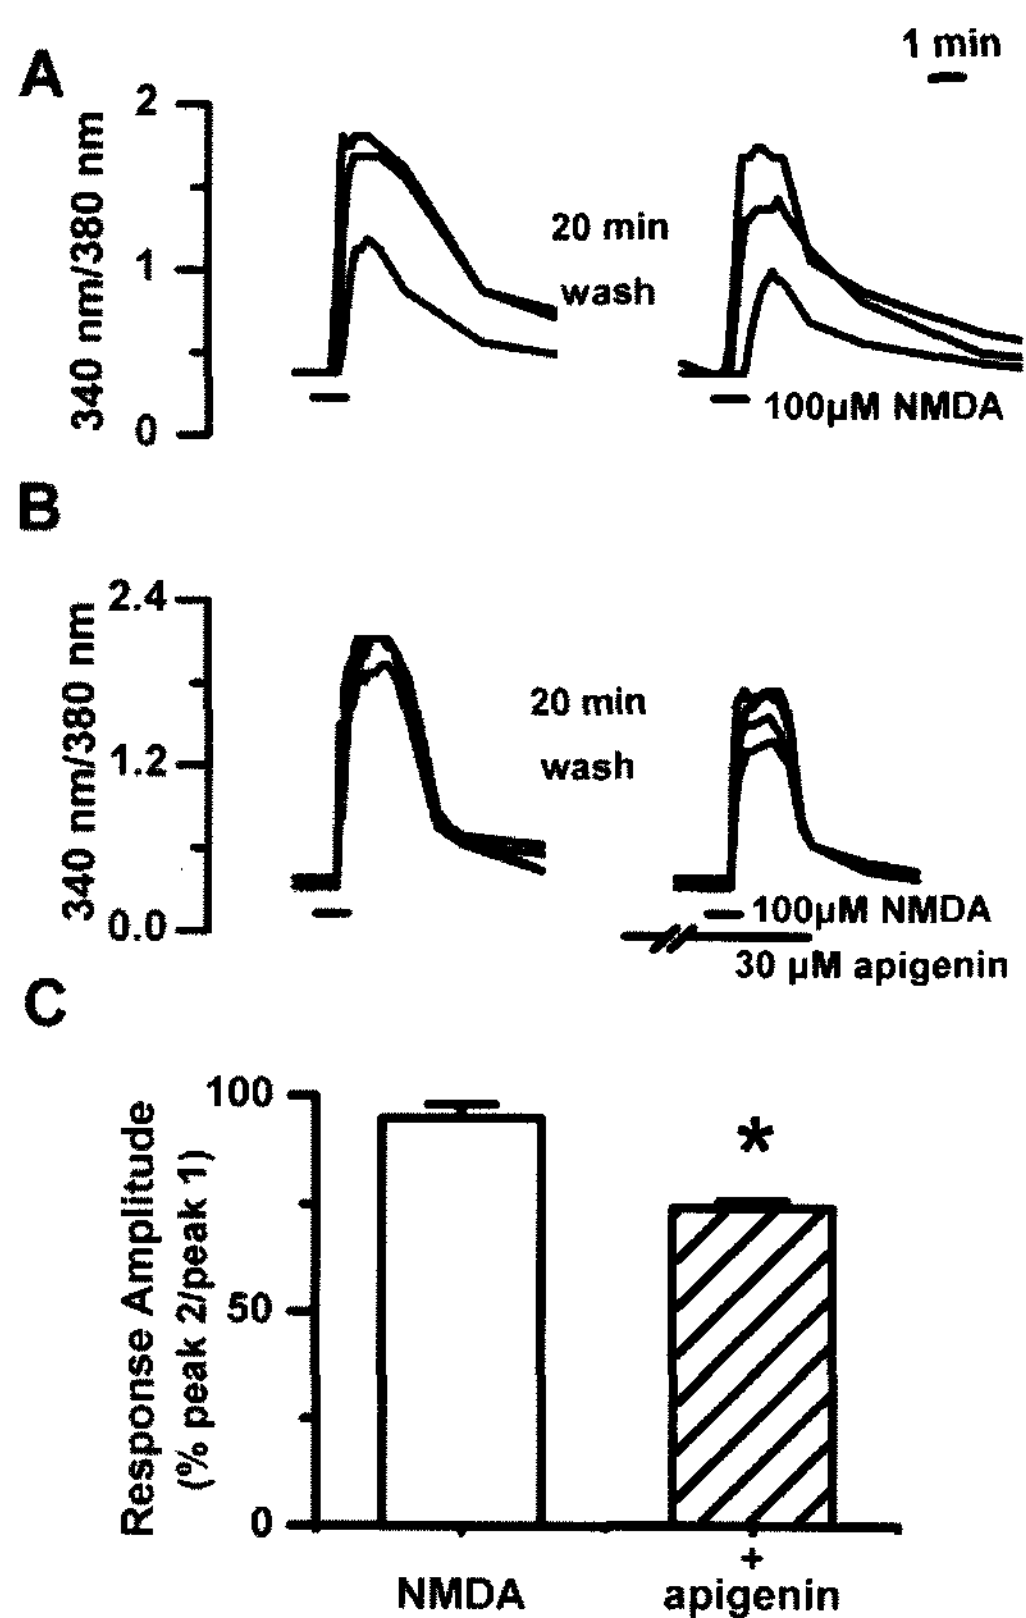 A
1 min
340 nm/380 nm
2
1
0
20 min
wash
100μM NMDA
B
340 nm/380 nm
2.4
1.2
0.0
20 min
wash
100μM NMDA
30 μM apigenin
C
Response Amplitude
(% peak 2/peak 1)
100
50
0
*
NMDA
+
apigenin